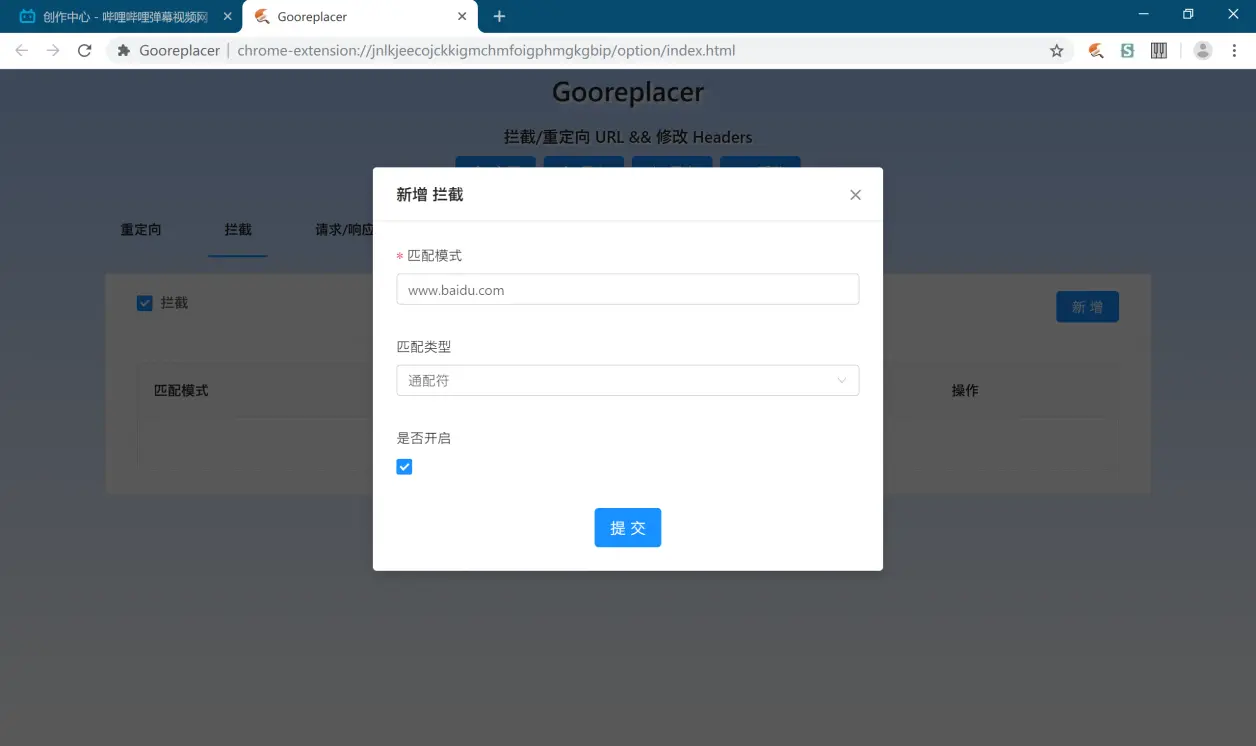 创作中心 - 哔哩哔哩弹幕视频网
Gooreplacer
Gooreplacer | chrome-extension://jnlkjeecojckkigmchmfoigphmgkgbip/option/index.html
Gooreplacer
拦截/重定向 URL && 修改 Headers
重定向
拦截
请求/响应
拦截
新 增
匹配模式
操作
新增 拦截
* 匹配模式
www.baidu.com
匹配类型
通配符
是否开启
提 交